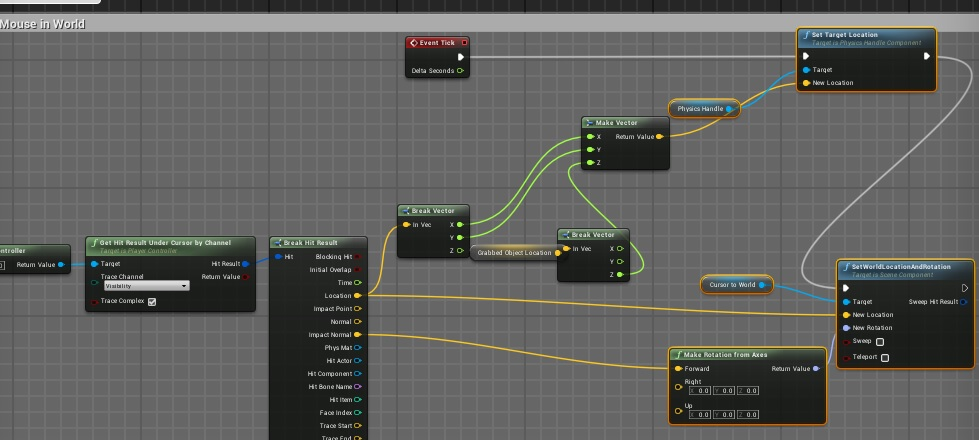 Mouse in World
Event Tick
Delta Seconds
Set Target Location
Target is Physics Handle Component
Target
New Location
Physics Handle
Make Vector
X
Return Value
Y
Z
Break Vector
In Vec
X
Y
Z
Grabbed Object Location
Break Vector
In Vec
X
Y
Z
Return Value
Get Hit Result Under Cursor by Channel
Target is Player Controller
Target
Hit Result
Trace Channel
Return Value
Visibility
Trace Complex
Break Hit Result
Hit
Blocking Hit
Initial Overlap
Time
Location
Impact Point
Normal
Impact Normal
Phys Mat
Hit Actor
Hit Component
Hit Bone Name
Hit Item
Face Index
Trace Start
Trace End
Cursor to World
SetWorldLocationAndRotation
Target is Scene Component
Target
Sweep Hit Result
New Location
New Rotation
Sweep
Teleport
Make Rotation from Axes
Forward
Return Value
Right
X 0.0 Y 0.0 Z 0.0
Up
X 0.0 Y 0.0 Z 0.0